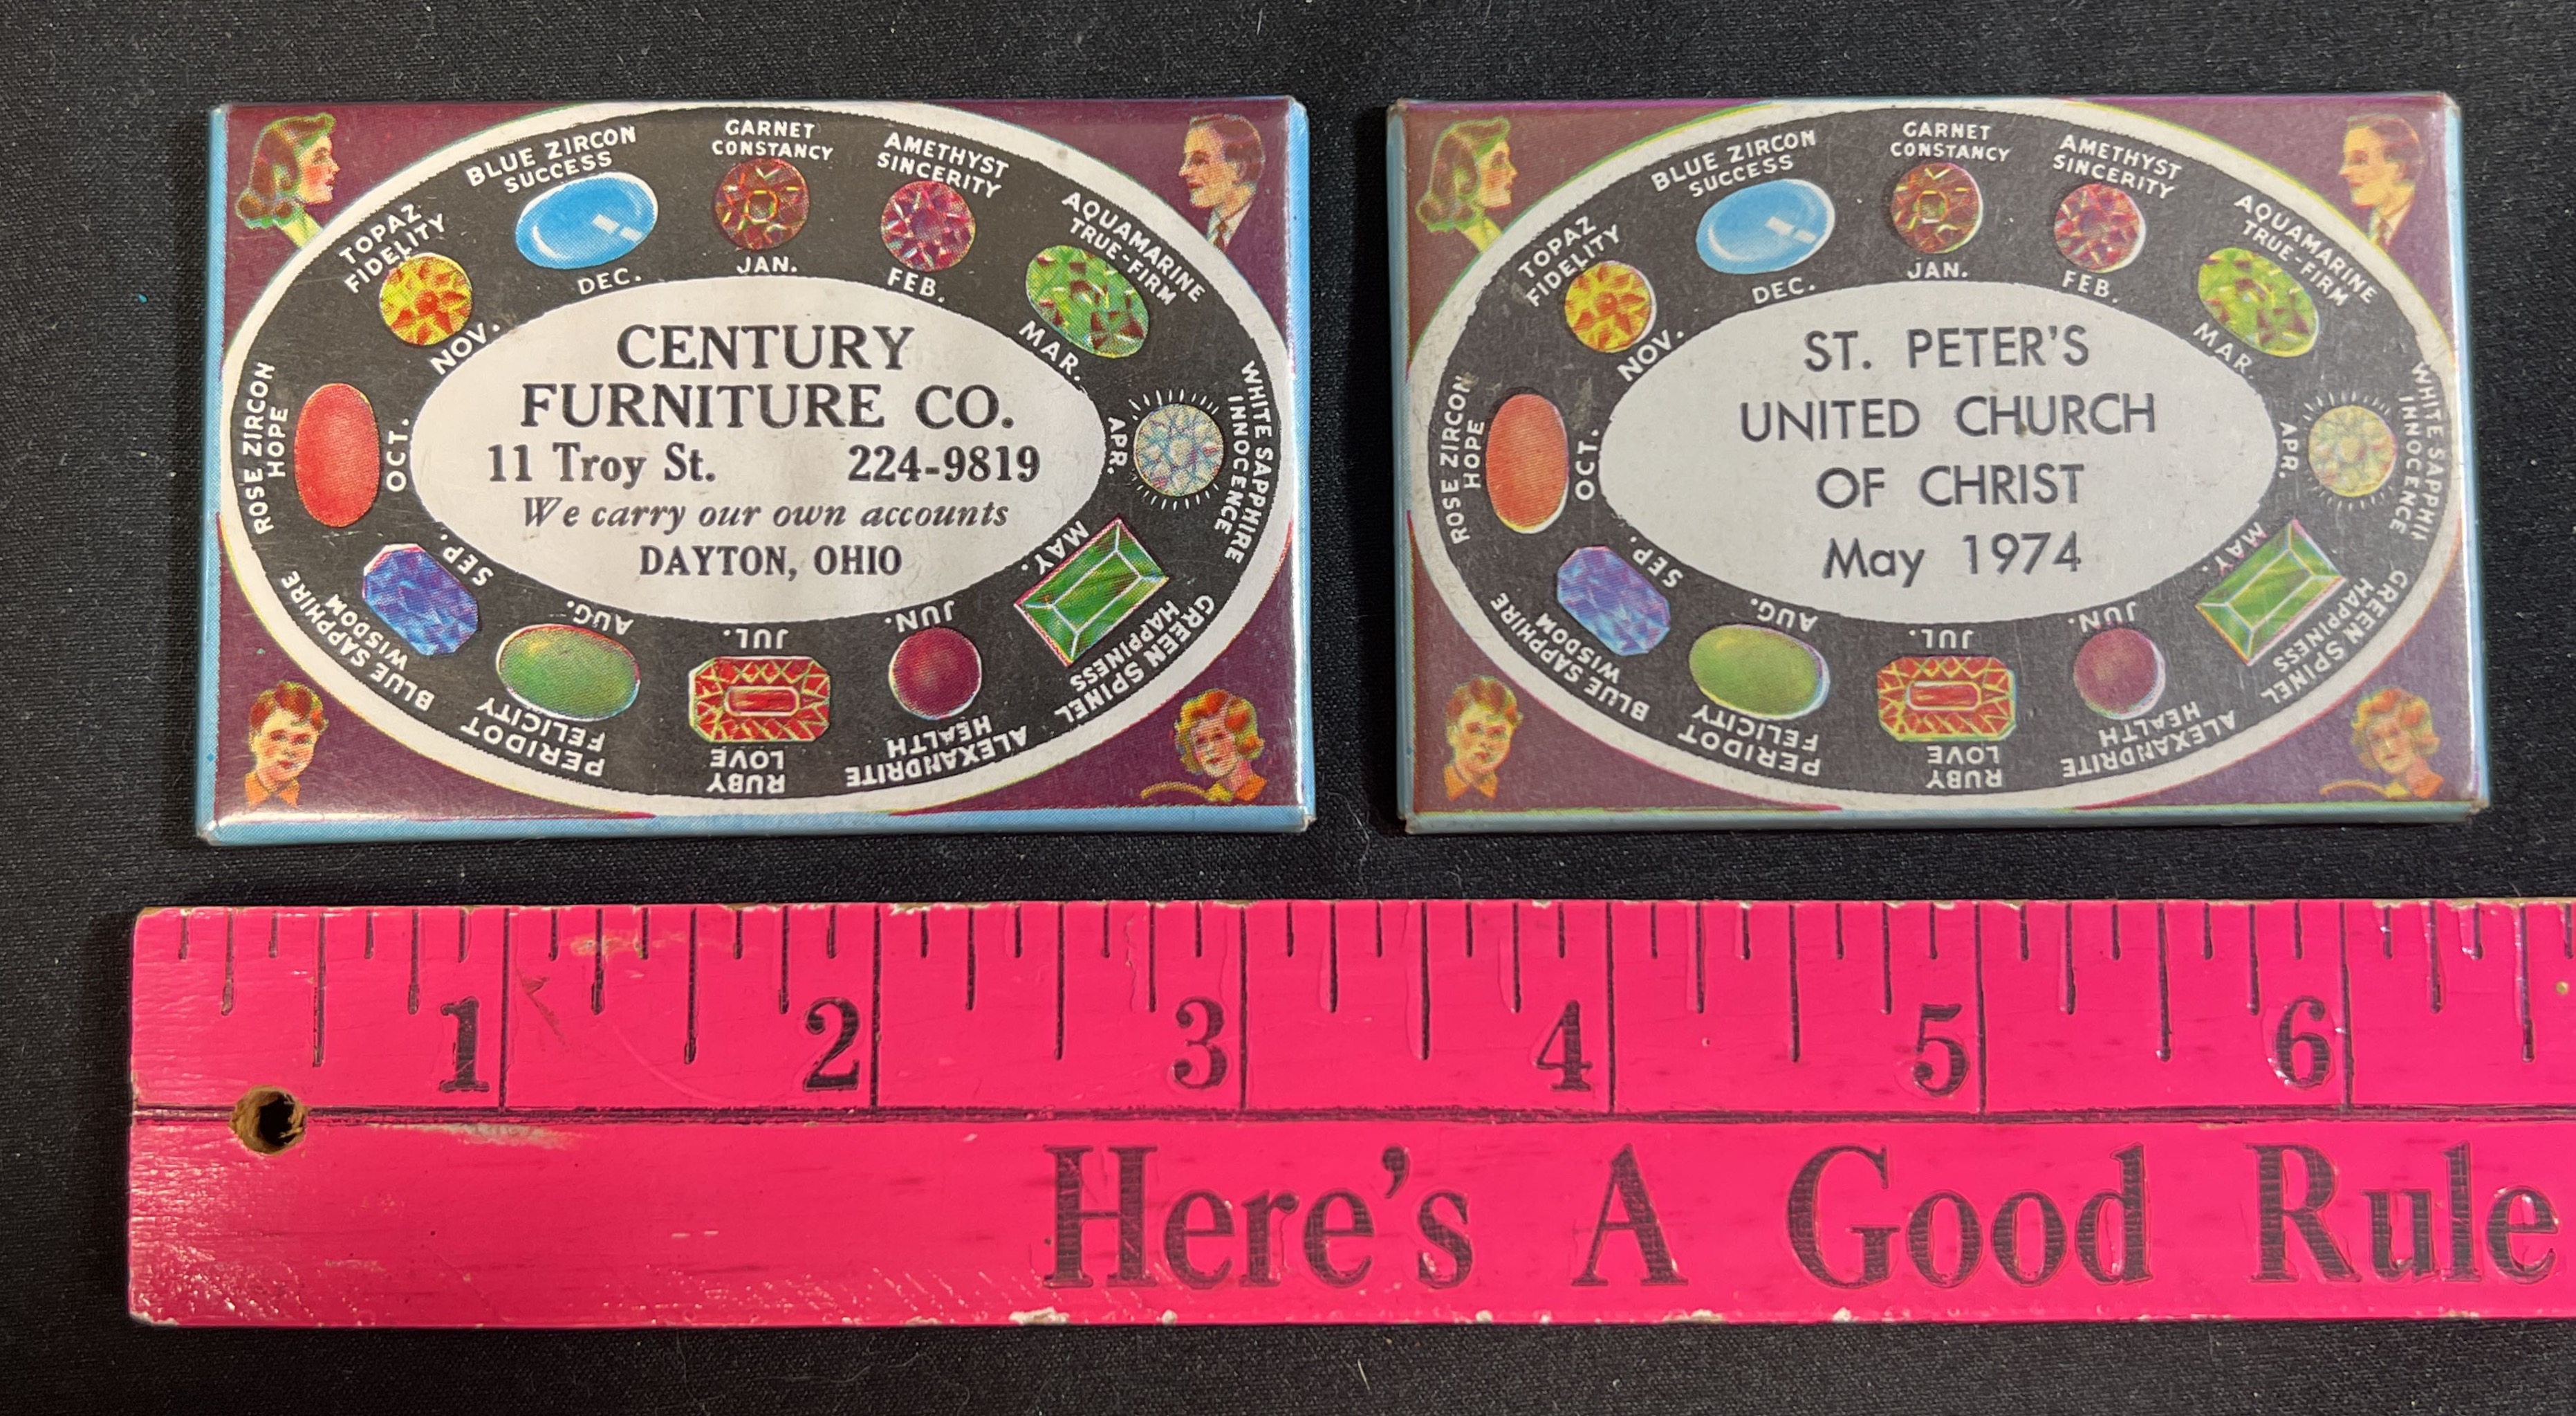 GARNET
CONSTANCY
JAN.
AMETHYST
SINCERITY
FEB.
AQUAMARINE
TRUE-FIRM
MAR.
WHITE SAPPHIRE
INNOCENCE
APR.
GREEN SPINEL
HAPPINESS
MAY.
ALEXANDRITE
HEALTH
JUN.
RUBY
LOVE
JUL.
PERIDOT
FELICITY
AUG.
BLUE SAPPHIRE
WISDOM
SEP.
ROSE ZIRCON
HOPE
OCT.
TOPAZ
FIDELITY
NOV.
BLUE ZIRCON
SUCCESS
DEC.
CENTURY
FURNITURE CO.
11 Troy St. 224-9819
We carry our own accounts
DAYTON, OHIO
GARNET
CONSTANCY
JAN.
AMETHYST
SINCERITY
FEB.
AQUAMARINE
TRUE-FIRM
MAR.
WHITE SAPPHIRE
INNOCENCE
APR.
GREEN SPINEL
HAPPINESS
MAY.
ALEXANDRITE
HEALTH
JUN.
RUBY
LOVE
JUL.
PERIDOT
FELICITY
AUG.
BLUE SAPPHIRE
WISDOM
SEP.
ROSE ZIRCON
HOPE
OCT.
TOPAZ
FIDELITY
NOV.
BLUE ZIRCON
SUCCESS
DEC.
ST. PETER'S
UNITED CHURCH
OF CHRIST
May 1974
1 2 3 4 5 6
Here's A Good Rule